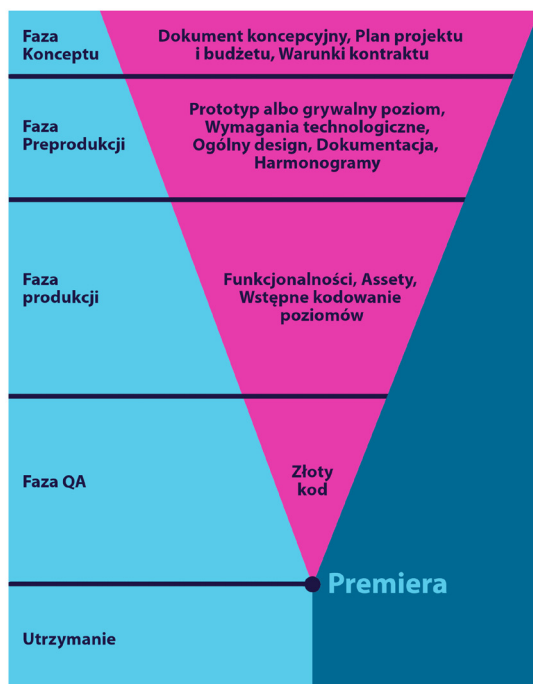 Faza
Konceptu
Dokument koncepcyjny, Plan projektu
i budżetu, Warunki kontraktu
Faza
Preprodukcji
Prototyp albo grywalny poziom,
Wymagania technologiczne,
Ogólny design, Dokumentacja,
Harmonogramy
Faza
produkcji
Funkcjonalności, Assety,
Wstępne kodowanie
poziomów
Faza QA
Złoty
kod
Premiera
Utrzymanie